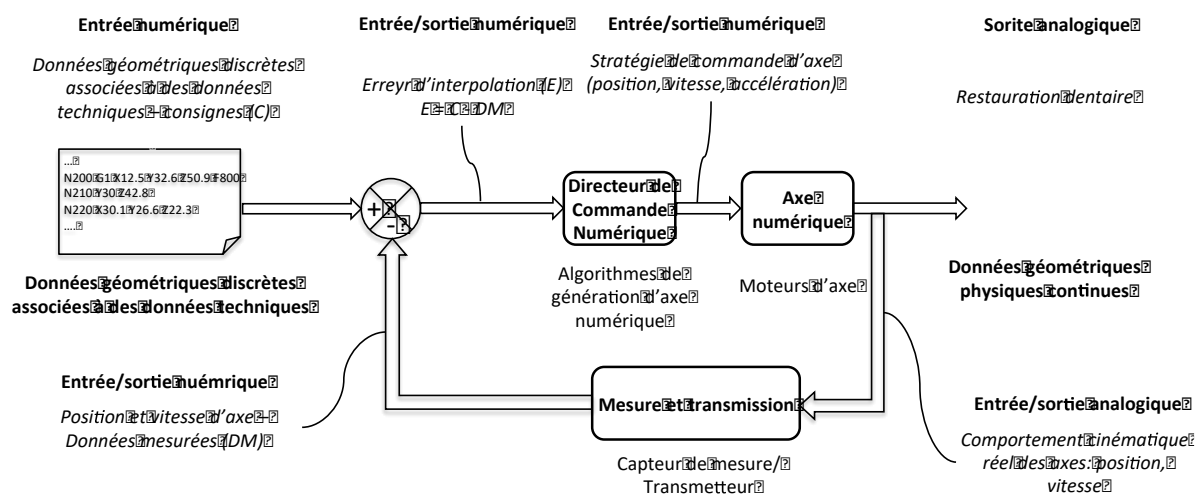 Entrée numérique
Données géométriques discrètes
associées à des données
techniques – consignes (C)
Entrée/sortie numérique
Erreyr d'interpolation (E)
E = C - DM
Entrée/sortie numérique
Stratégie de commande d'axe
(position, vitesse, accélération)
Sorite analogique
Restauration dentaire
...
N200 G1 X12.5 Y32.6 Z50.9 F800
N210 Y30 Z42.8
N220 X30.1 Y26.6 Z22.3
....
+
-
Directeur de
Commande
Numérique
Axe
numérique
Données géométriques discrètes
associées à des données techniques
Algorithmes de
génération d'axe
numérique
Moteurs d'axe
Données géométriques
physiques continues
Entrée/sortie nuémrique
Position et vitesse d'axe –
Données mesurées (DM)
Mesure et transmission
Capteur de mesure/
Transmetteur
Entrée/sortie analogique
Comportement cinématique
réel des axes: position,
vitesse